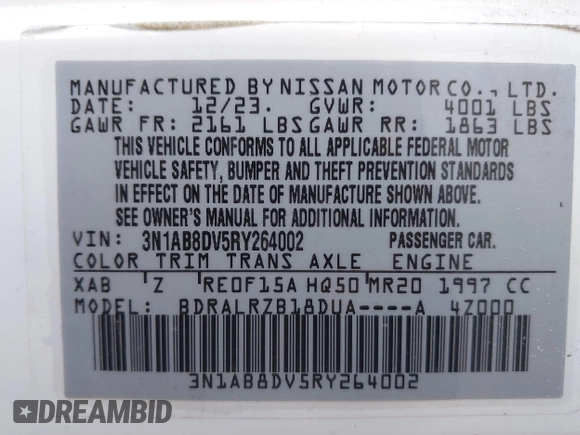 MANUFACTURED BY NISSAN MOTOR CO., LTD.
DATE: 12/23. GVWR: 4001 LBS
GAWR FR: 2161 LBS GAWR RR: 1863 LBS
THIS VEHICLE CONFORMS TO ALL APPLICABLE FEDERAL MOTOR
VEHICLE SAFETY, BUMPER AND THEFT PREVENTION STANDARDS
IN EFFECT ON THE DATE OF MANUFACTURE SHOWN ABOVE.
SEE OWNER'S MANUAL FOR ADDITIONAL INFORMATION.
VIN: 3N1AB8DV5RY264002 PASSENGER CAR.
COLOR TRIM TRANS AXLE ENGINE
XAB Z RE0F15A HQ50 MR20 1997 CC
MODEL: BDRALRZB18DUA----A 4Z000
3N1AB8DV5RY264002
DREAMBID